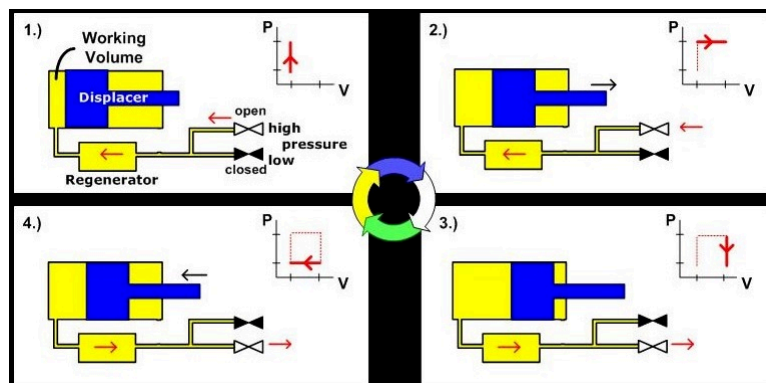 1.)
Working
Volume
P
V
Displacer
open
high
pressure
low
closed
Regenerator
2.)
P
V
4.)
P
V
3.)
P
V